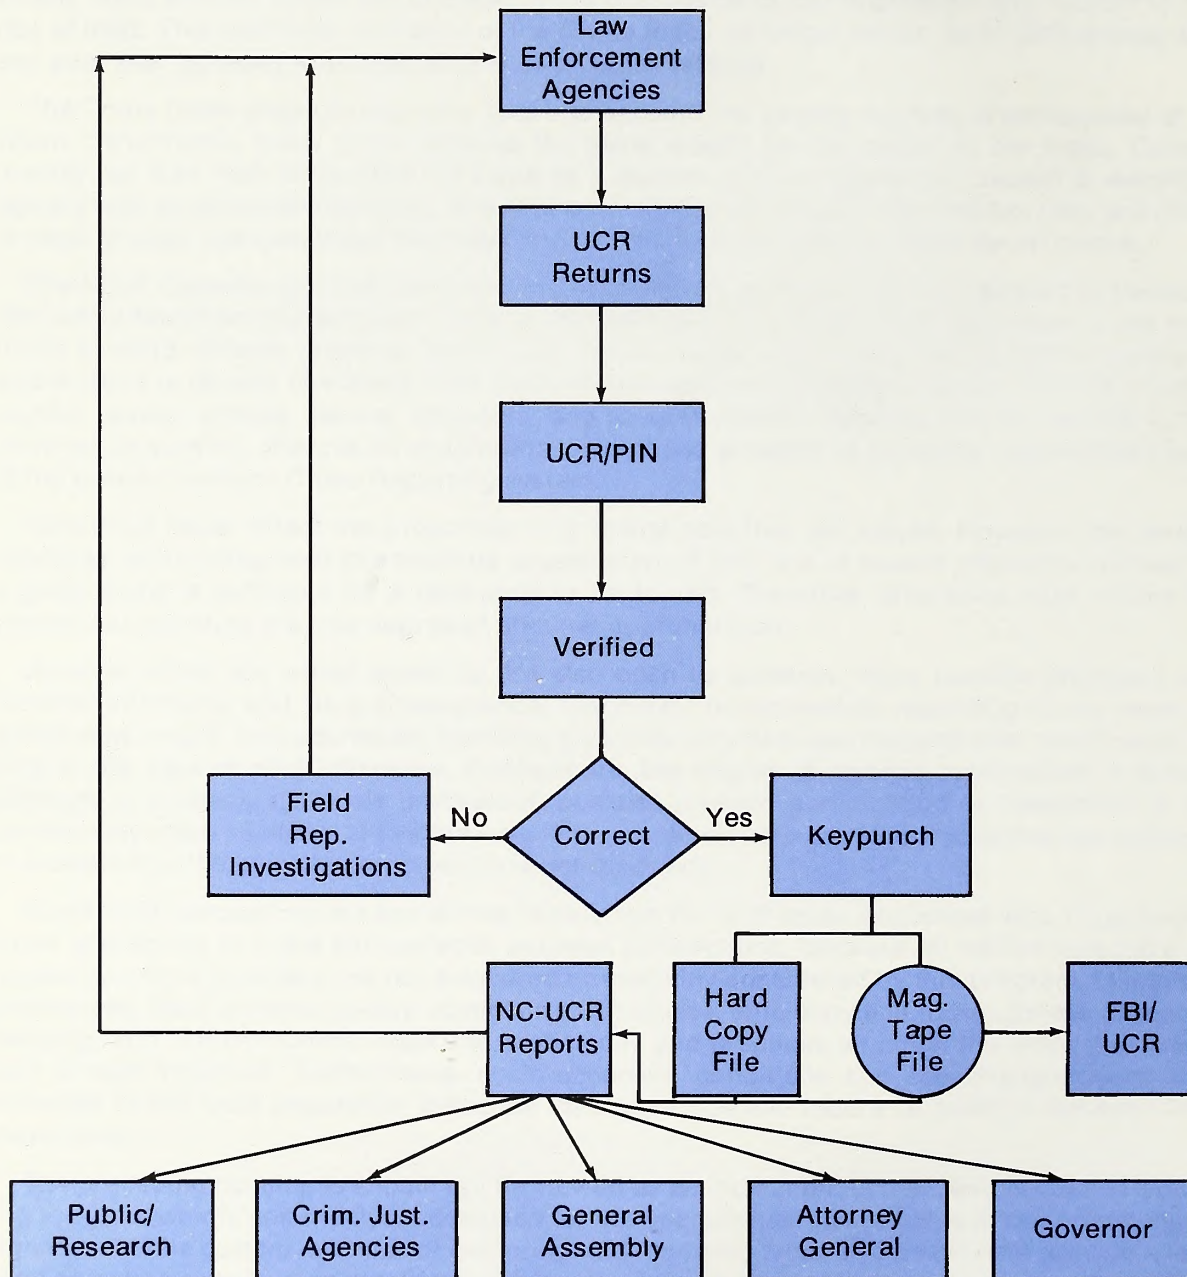 Law
Enforcement
Agencies
UCR
Returns
UCR/PIN
Verified
Field
Rep.
Investigations
No
Correct
Yes
Keypunch
NC-UCR
Reports
Hard
Copy
File
Mag.
Tape
File
FBI/
UCR
Public/
Research
Crim. Just.
Agencies
General
Assembly
Attorney
General
Governor